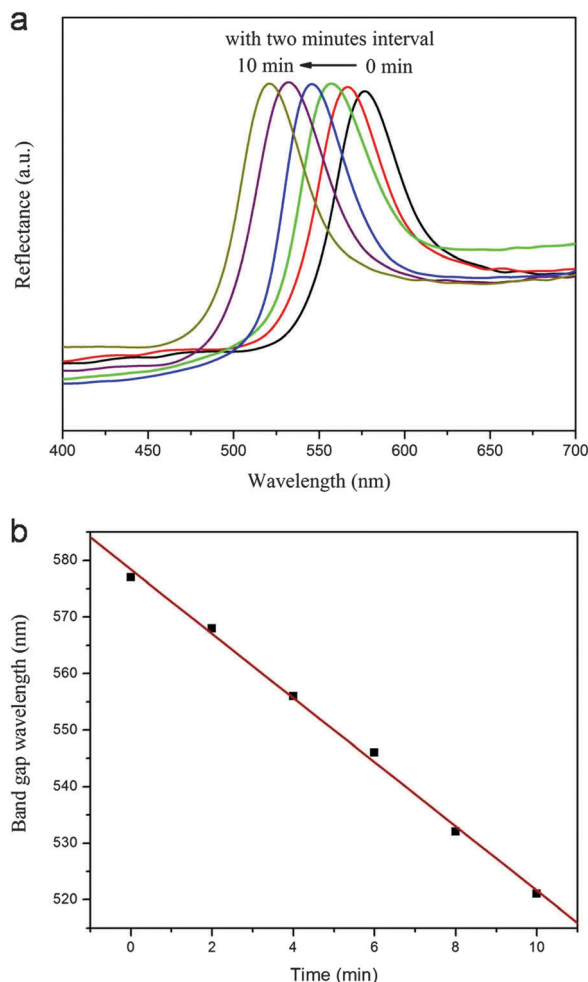 a
with two minutes interval
10 min 0 min
Reflectance (a.u.)
400 450 500 550 600 650 700
Wavelength (nm)
b
580
570
560
550
540
530
520
Band gap wavelength (nm)
0 2 4 6 8 10
Time (min)